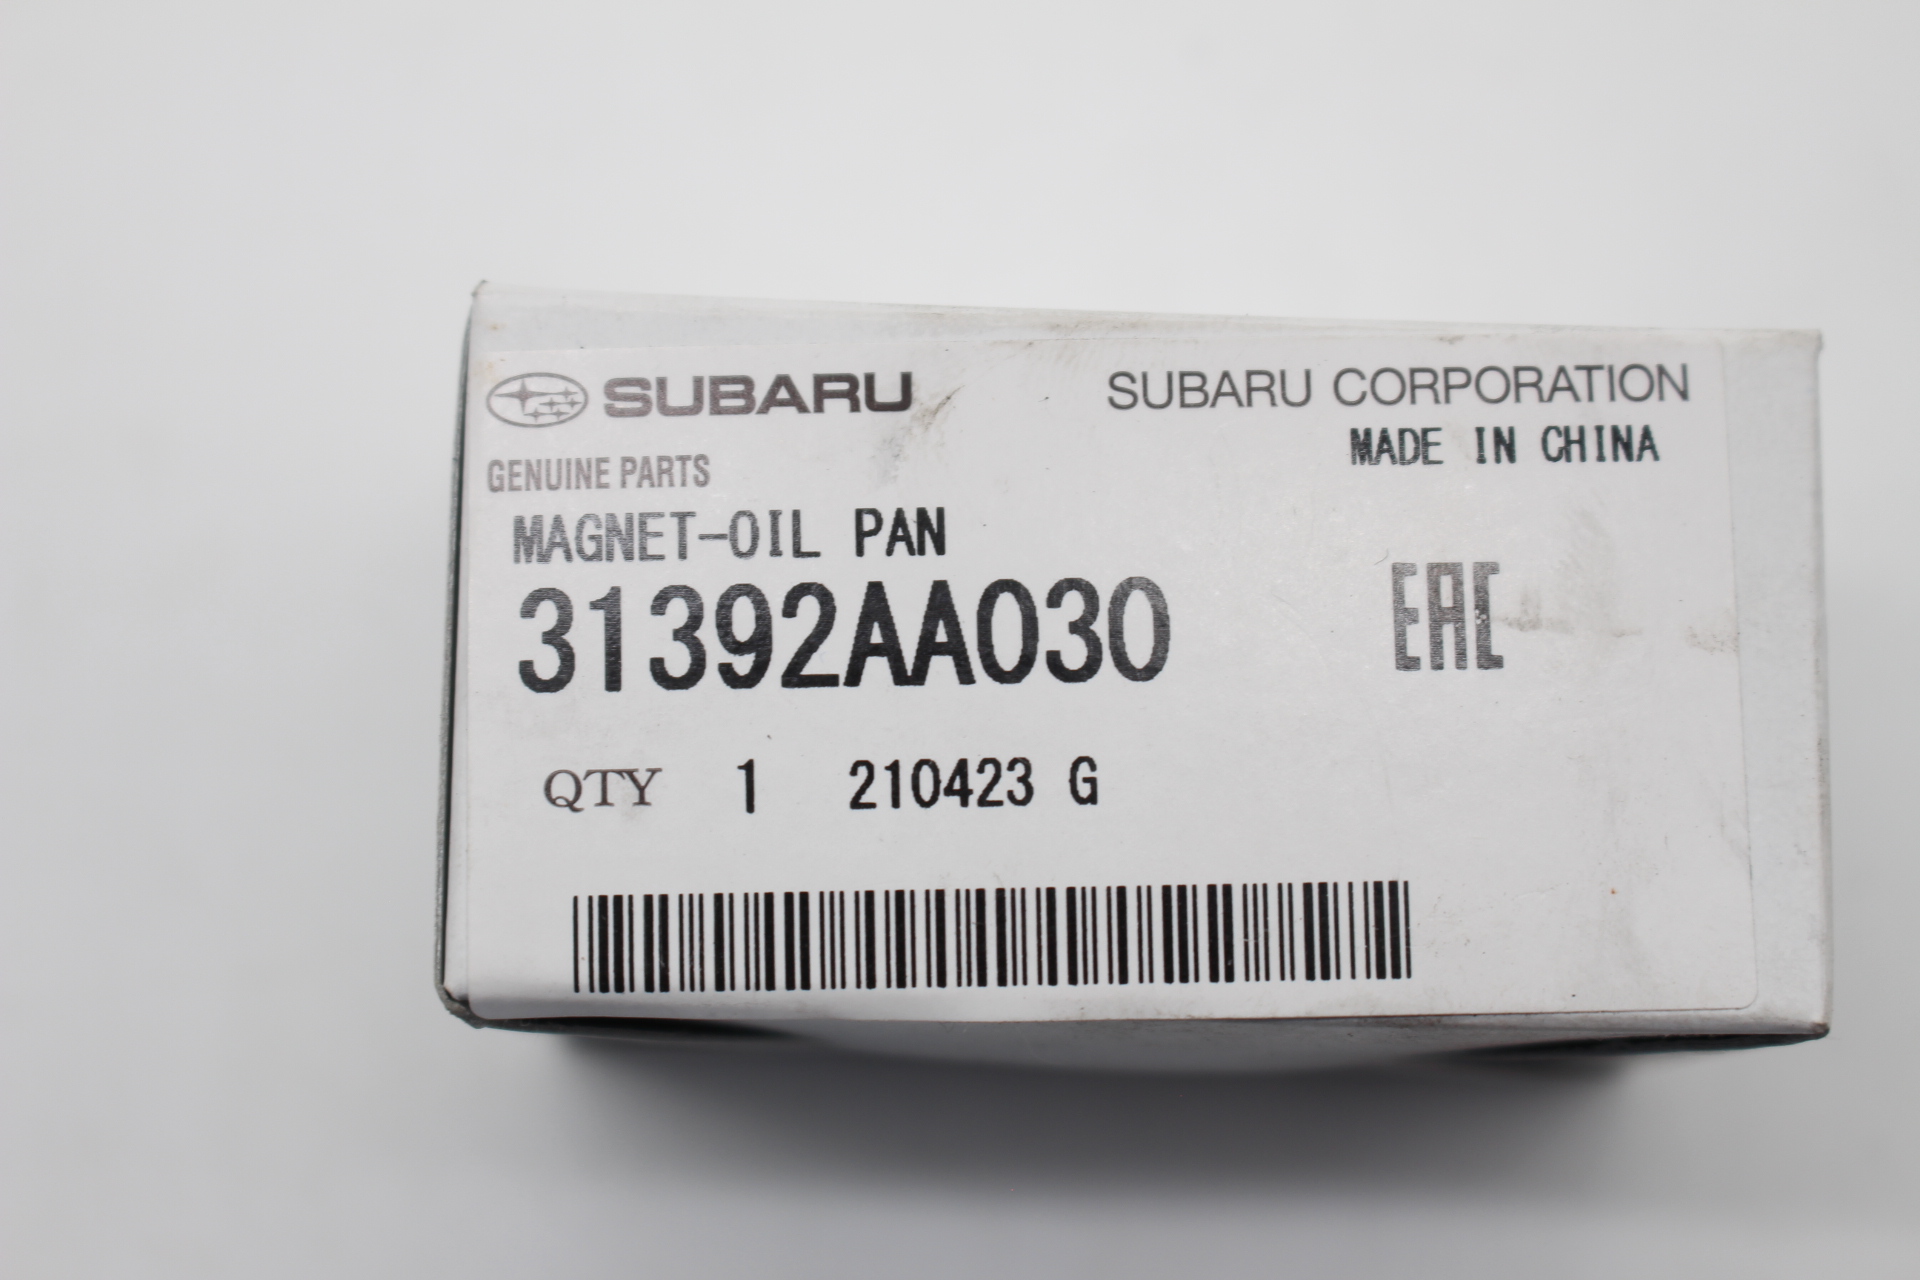 SUBARU
SUBARU CORPORATION
MADE IN CHINA
GENUINE PARTS
MAGNET-OIL PAN
31392AA030
EAC
QTY 1 210423 G